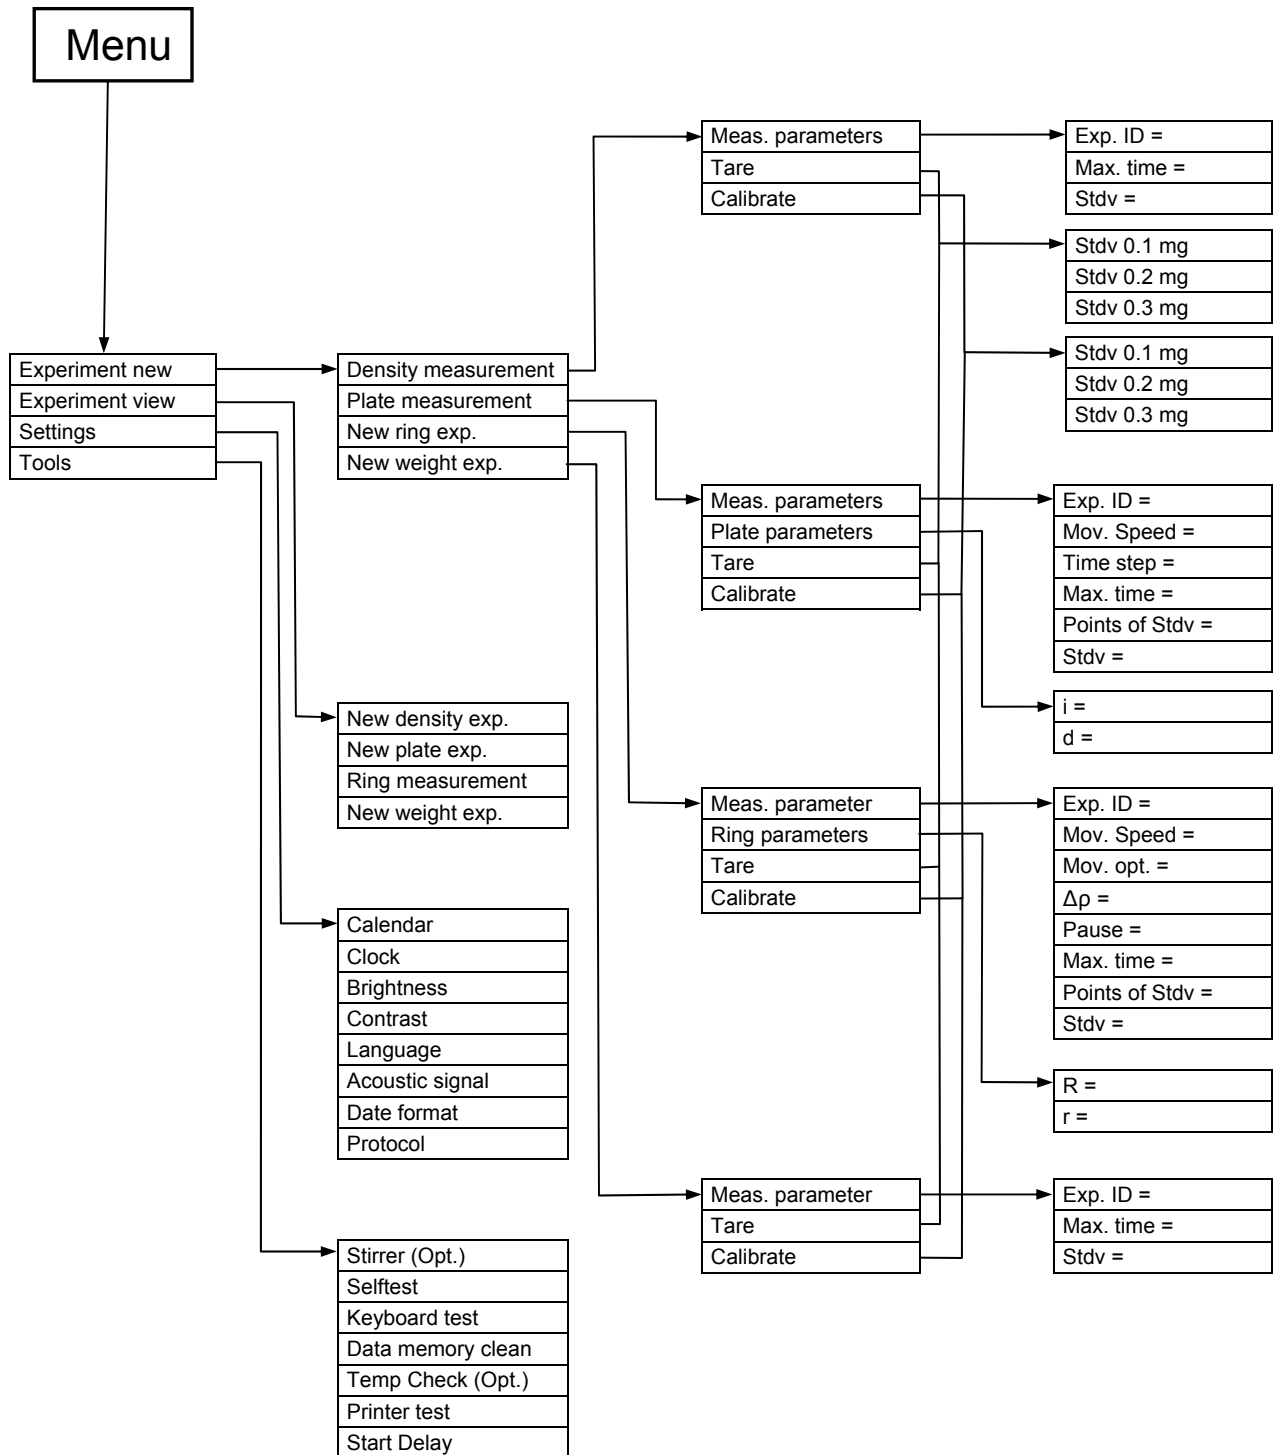 Menu
Experiment new
Experiment view
Settings
Tools
Density measurement
Plate measurement
New ring exp.
New weight exp.
New density exp.
New plate exp.
Ring measurement
New weight exp.
Calendar
Clock
Brightness
Contrast
Language
Acoustic signal
Date format
Protocol
Stirrer (Opt.)
Selftest
Keyboard test
Data memory clean
Temp Check (Opt.)
Printer test
Start Delay
Meas. parameters
Tare
Calibrate
Meas. parameters
Plate parameters
Tare
Calibrate
Meas. parameter
Ring parameters
Tare
Calibrate
Meas. parameter
Tare
Calibrate
Exp. ID =
Max. time =
Stdv =
Stdv 0.1 mg
Stdv 0.2 mg
Stdv 0.3 mg
Stdv 0.1 mg
Stdv 0.2 mg
Stdv 0.3 mg
Exp. ID =
Mov. Speed =
Time step =
Max. time =
Points of Stdv =
Stdv =
i =
d =
Exp. ID =
Mov. Speed =
Mov. opt. =
Δρ =
Pause =
Max. time =
Points of Stdv =
Stdv =
R =
r =
Exp. ID =
Max. time =
Stdv =